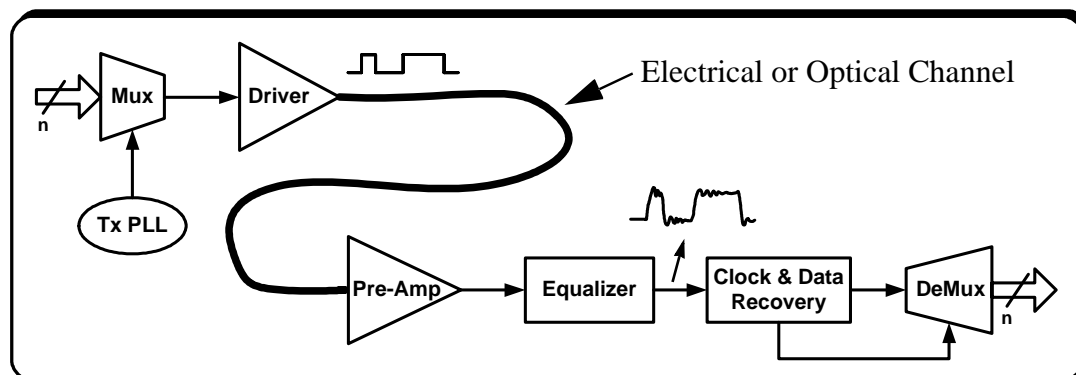 Electrical or Optical Channel
Mux
Driver
n
Tx PLL
Pre-Amp
Equalizer
Clock & Data
Recovery
DeMux
n